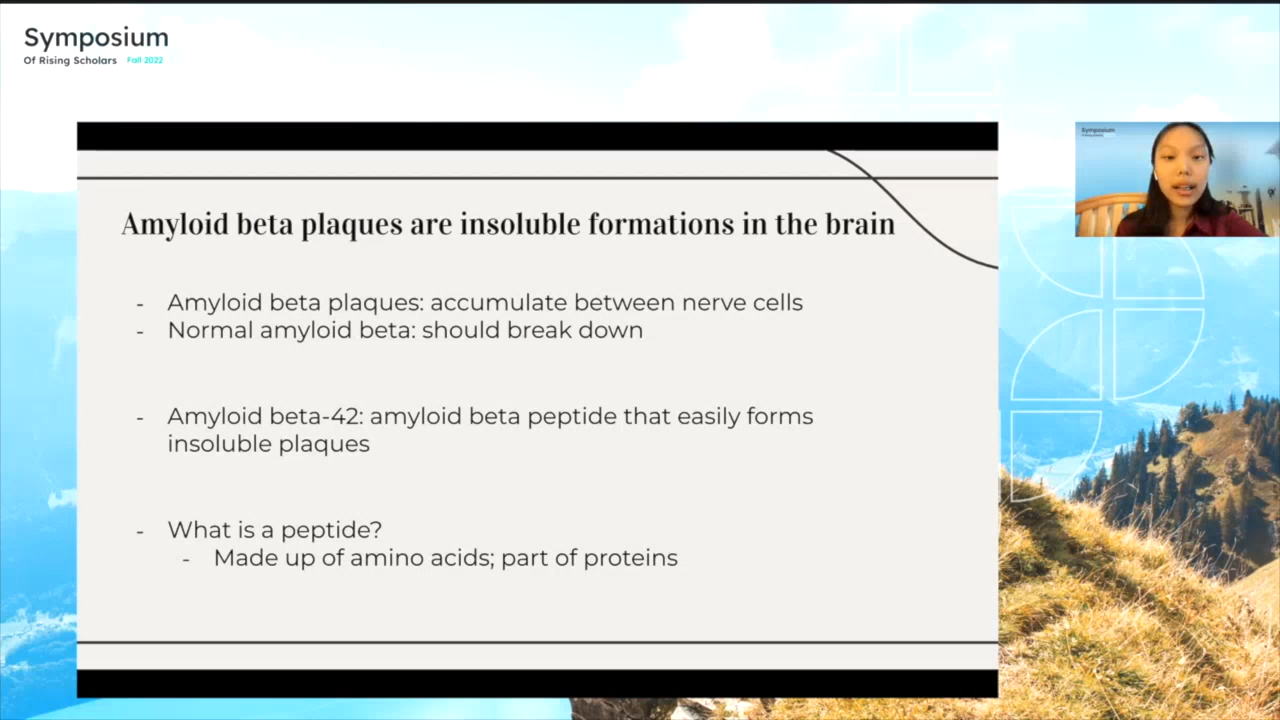 Symposium
Of Rising Scholars Fall 2022
Symposium
Amyloid beta plaques are insoluble formations in the brain
- Amyloid beta plaques: accumulate between nerve cells
- Normal amyloid beta: should break down
- Amyloid beta-42: amyloid beta peptide that easily forms
insoluble plaques
- What is a peptide?
- Made up of amino acids; part of proteins